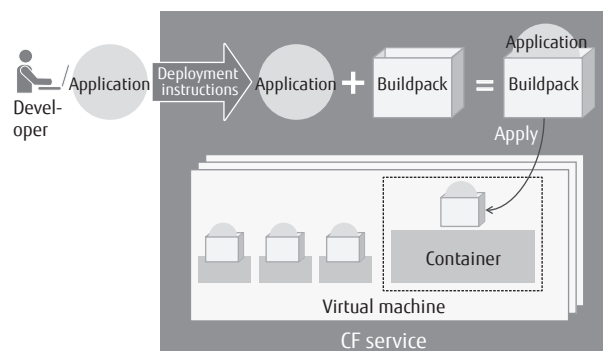 Devel-
oper
Application
Deployment
instructions
Application
+
Buildpack
=
Application
Buildpack
Apply
Container
Virtual machine
CF service